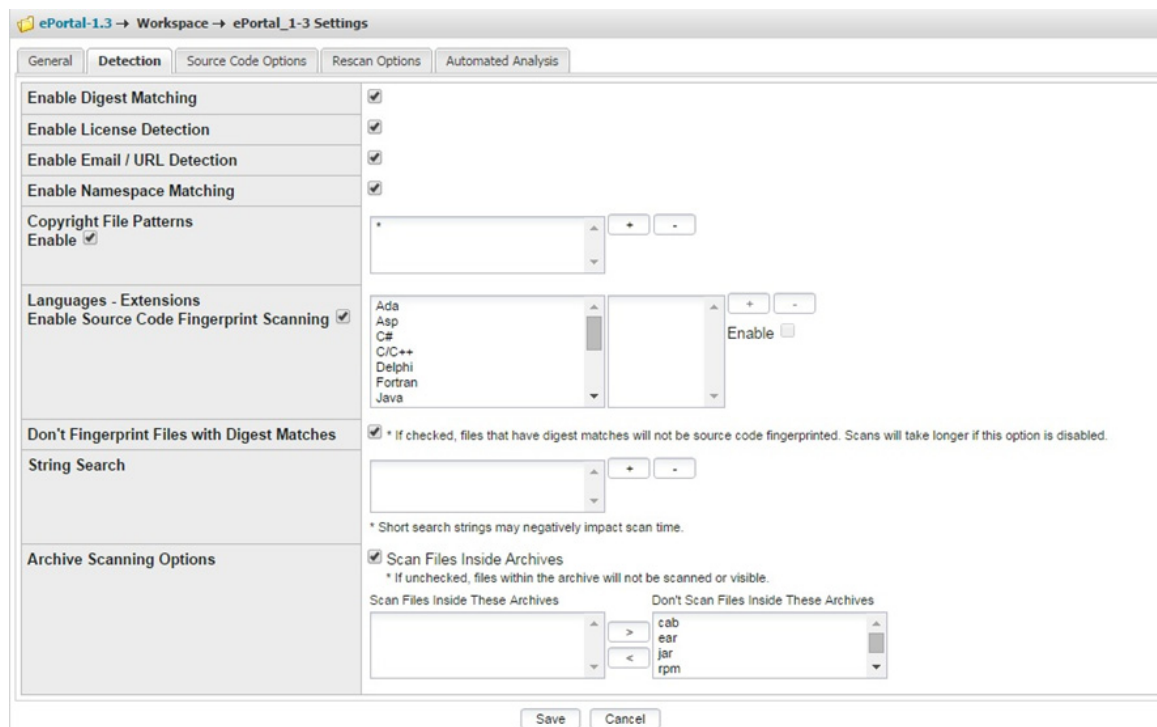 ePortal-1.3 → Workspace → ePortal_1-3 Settings
General Detection Source Code Options Rescan Options Automated Analysis
Enable Digest Matching
Enable License Detection
Enable Email / URL Detection
Enable Namespace Matching
Copyright File Patterns
Enable
*
+ -
Languages - Extensions
Enable Source Code Fingerprint Scanning
Ada
Asp
C#
C/C++
Delphi
Fortran
Java
+ -
Enable
Don't Fingerprint Files with Digest Matches
* If checked, files that have digest matches will not be source code fingerprinted. Scans will take longer if this option is disabled.
String Search
+ -
* Short search strings may negatively impact scan time.
Archive Scanning Options
Scan Files Inside Archives
* If unchecked, files within the archive will not be scanned or visible.
Scan Files Inside These Archives
Don't Scan Files Inside These Archives
>
<
cab
ear
jar
rpm
Save Cancel